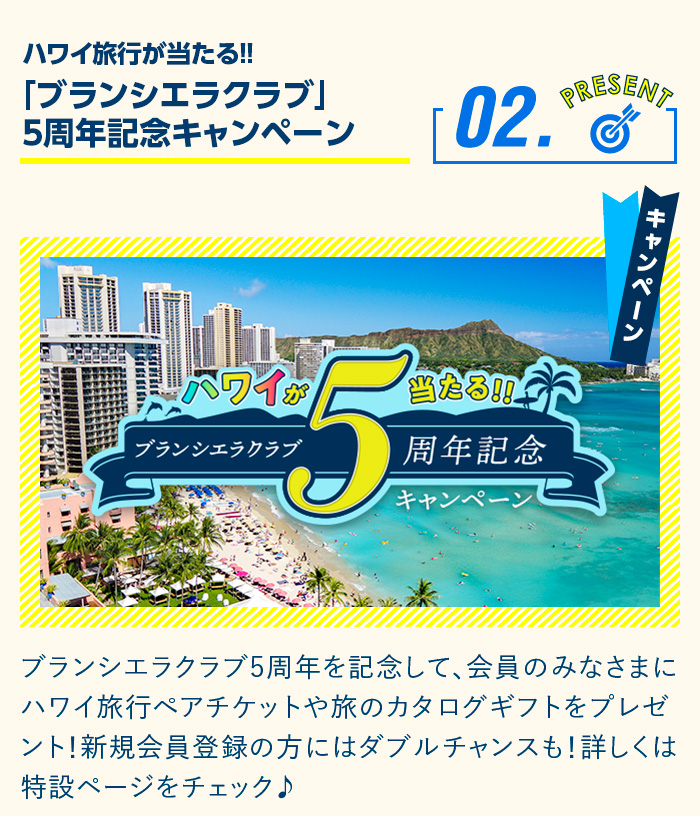 ハワイ旅行が当たる!!
「ブランシエラクラブ」
5周年記念キャンペーン
02.
PRESENT
キャンペーン
ハワイが
当たる!!
ブランシエラクラブ
5
周年記念
キャンペーン
ブランシエラクラブ5周年を記念して、会員のみなさまに
ハワイ旅行ペアチケットや旅のカタログギフトをプレゼ
ント!新規会員登録の方にはダブルチャンスも!詳しくは
特設ページをチェック♪